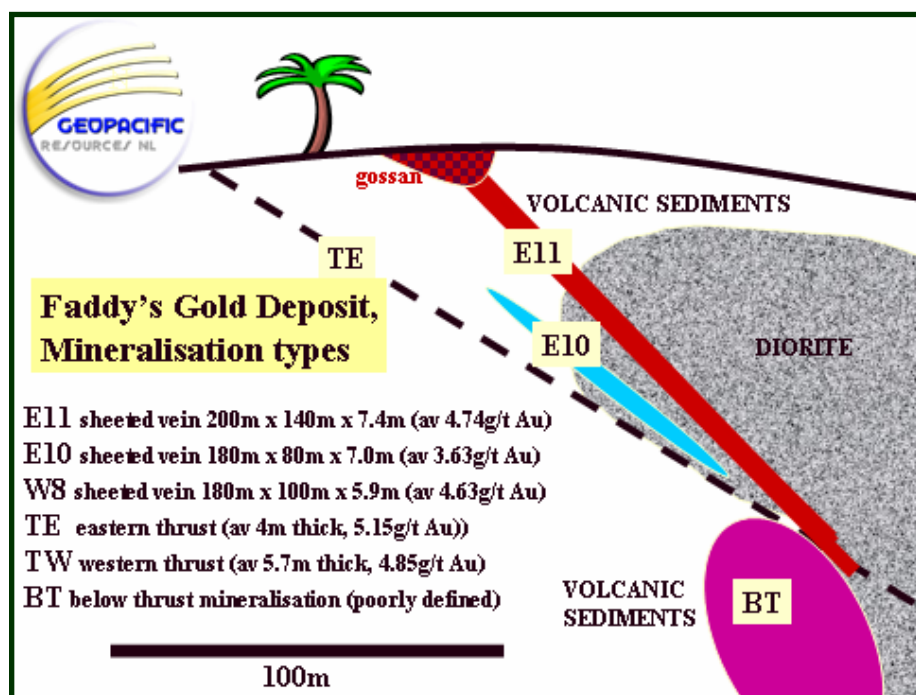 GEOPACIFIC
RESOURCES NL
gossan
VOLCANIC SEDIMENTS
TE
E11
Faddy's Gold Deposit,
Mineralisation types
E10
DIORITE
E11 sheeted vein 200m x 140m x 7.4m (av 4.74g/t Au)
E10 sheeted vein 180m x 80m x 7.0m (av 3.63g/t Au)
W8 sheeted vein 180m x 100m x 5.9m (av 4.63g/t Au)
TE eastern thrust (av 4m thick, 5.15g/t Au))
TW western thrust (av 5.7m thick, 4.85g/t Au)
BT below thrust mineralisation (poorly defined)
VOLCANIC
SEDIMENTS
BT
100m